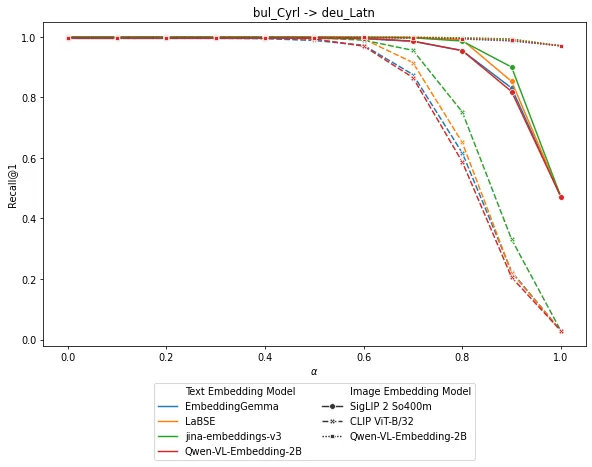 bul_Cyrl -> deu_Latn
Recall@1
1.0
0.8
0.6
0.4
0.2
0.0
0.0 0.2 0.4 0.6 0.8 1.0
α
Text Embedding Model
EmbeddingGemma
LaBSE
jina-embeddings-v3
Qwen-VL-Embedding-2B
Image Embedding Model
SigLIP 2 So400m
CLIP ViT-B/32
Qwen-VL-Embedding-2B